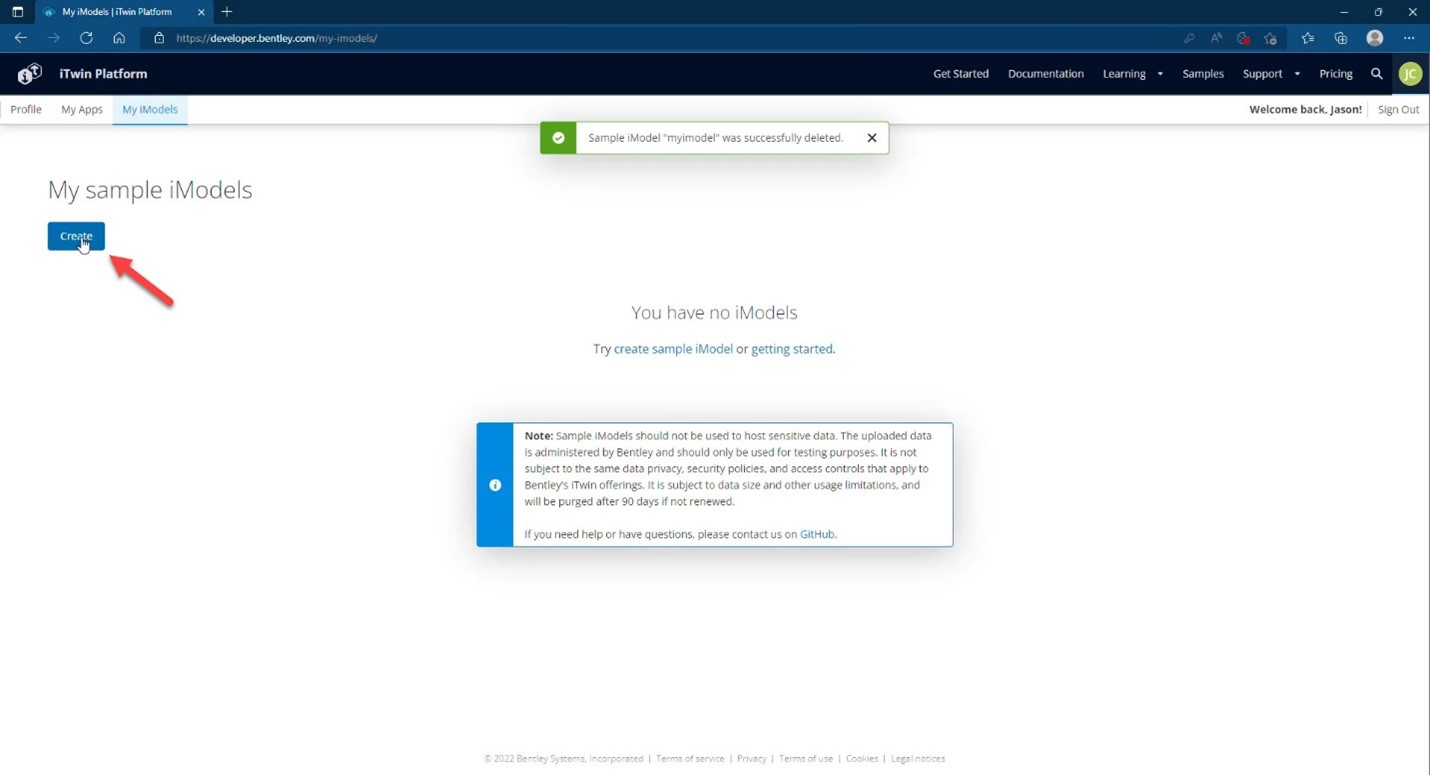 My iModels | iTwin Platform
https://developer.bentley.com/my-imodels/
iTwin Platform
Get Started Documentation Learning Samples Support Pricing JC
Profile My Apps My iModels Welcome back, Jason! Sign Out
Sample iModel "myimodel" was successfully deleted.
My sample iModels
Create
You have no iModels
Try create sample iModel or getting started.
Note: Sample iModels should not be used to host sensitive data. The uploaded data
is administered by Bentley and should only be used for testing purposes. It is not
subject to the same data privacy, security policies, and access controls that apply to
Bentley's iTwin offerings. It is subject to data size and other usage limitations, and
will be purged after 90 days if not renewed.
If you need help or have questions, please contact us on GitHub.
© 2022 Bentley Systems, Incorporated | Terms of service | Privacy | Terms of use | Cookies | Legal notices